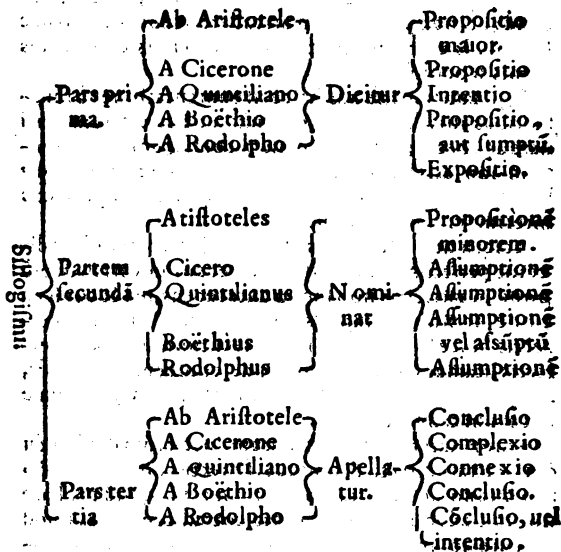 Ab Ariſtotele Propoſitio
maior.
A Cicerone Propoſitio
Pars pri A Quintiliano Dicitur Intentio
ma. A Boëthio Propoſitio,
aut ſumptū.
A Rodolpho Expoſitio.
Sillogiſmi
Atiſtoteles Propoſitionē
minorem.
Partem Cicero Aſſumptionē
ſecundā Quintilianus Nomi- Aſſumptionē
nat Aſſumptionē
vel aſsūptū
Boëthius
Rodolphus Aſſumptionē
Ab Ariſtotele Concluſio
A Cicerone Complexio
A quintiliano Apella- Connexio
Pars ter A Boëthio tur. Concluſio.
tia A Rodolpho Cōcluſio, uel
intentio,